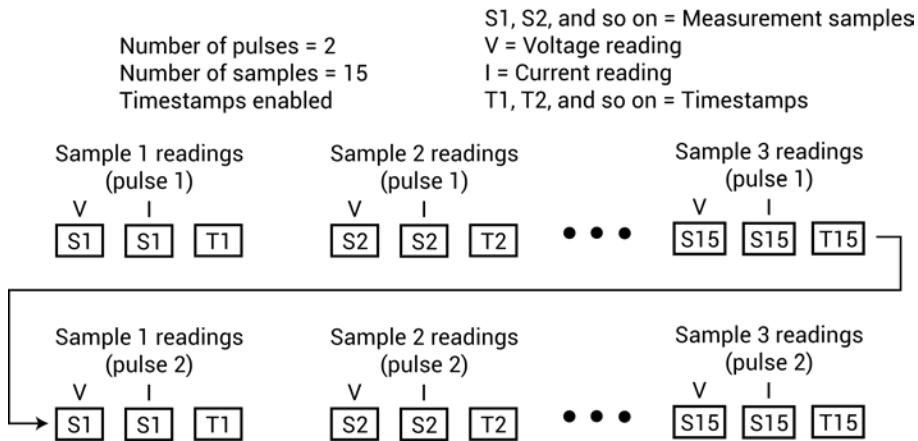 Number of pulses = 2
Number of samples = 15
Timestamps enabled
S1, S2, and so on = Measurement samples
V = Voltage reading
I = Current reading
T1, T2, and so on = Timestamps
Sample 1 readings (pulse 1)
V I
S1 S1 T1
Sample 2 readings (pulse 1)
V I
S2 S2 T2
Sample 3 readings (pulse 1)
V I
S15 S15 T15
Sample 1 readings (pulse 2)
V I
S1 S1 T1
Sample 2 readings (pulse 2)
V I
S2 S2 T2
Sample 3 readings (pulse 2)
V I
S15 S15 T15